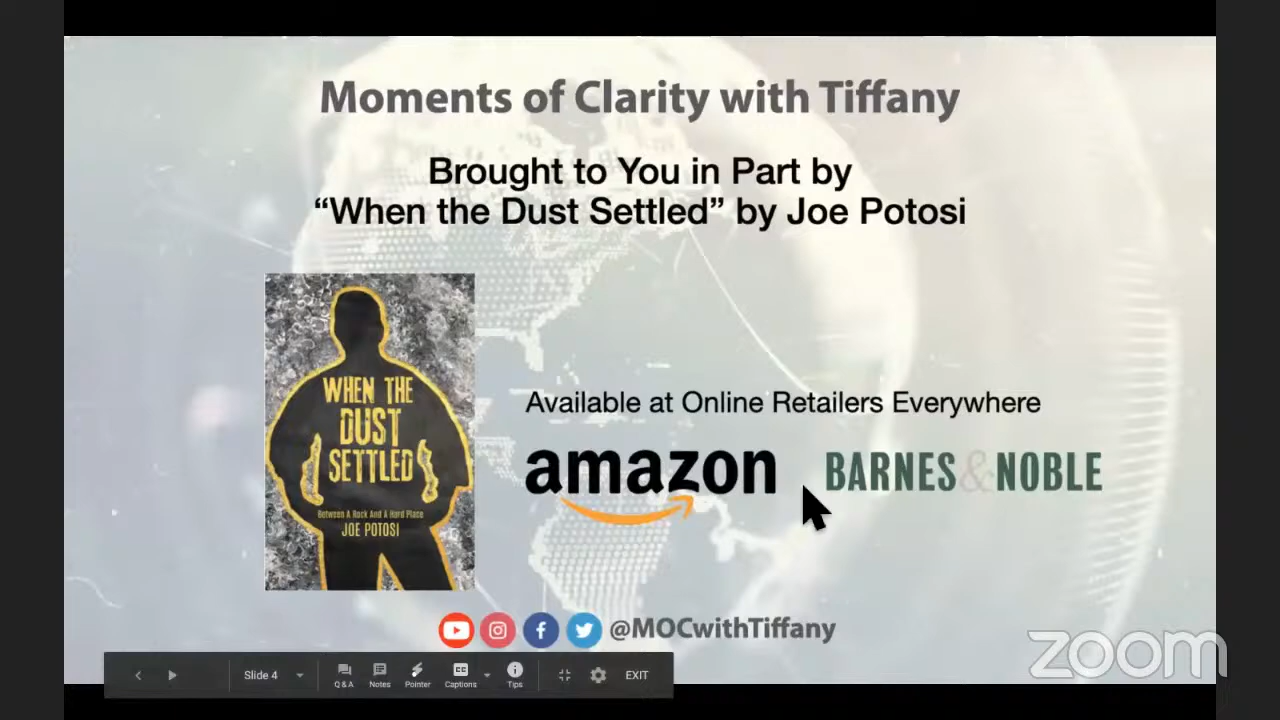 Moments of Clarity with Tiffany
Brought to You in Part by
“When the Dust Settled” by Joe Potosi
WHEN THE
DUST
SETTLED
Between A Rock And A Hard Place
JOE POTOSI
Available at Online Retailers Everywhere
amazon
BARNES&NOBLE
@MOCwithTiffany
Slide 4
Q & A
Notes
Pointer
CC
Captions
Tips
EXIT
zoom